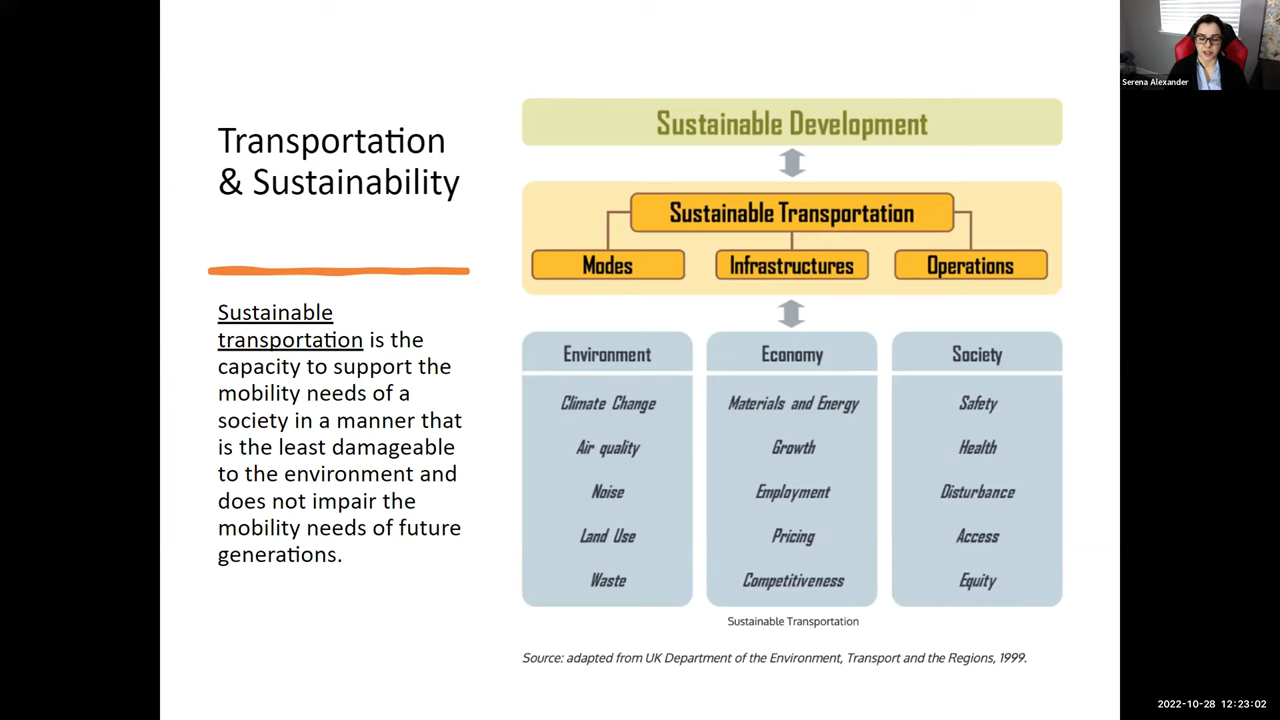 Transportation
& Sustainability
Sustainable
transportation is the
capacity to support the
mobility needs of a
society in a manner that
is the least damageable
to the environment and
does not impair the
mobility needs of future
generations.
Sustainable Development
Sustainable Transportation
Modes
Infrastructures
Operations
Environment
Climate Change
Air quality
Noise
Land Use
Waste
Economy
Materials and Energy
Growth
Employment
Pricing
Competitiveness
Society
Safety
Health
Disturbance
Access
Equity
Sustainable Transportation
Source: adapted from UK Department of the Environment, Transport and the Regions, 1999.
Serena Alexander
2022-10-28 12:23:02